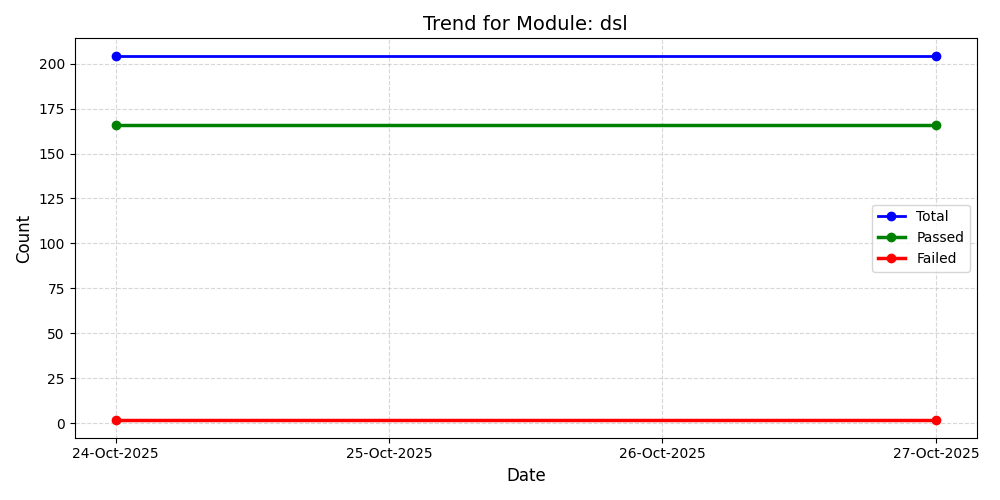 Trend for Module: dsl
200
175
150
125
100
75
50
25
0
Count
Total
Passed
Failed
24-Oct-2025
25-Oct-2025
26-Oct-2025
27-Oct-2025
Date